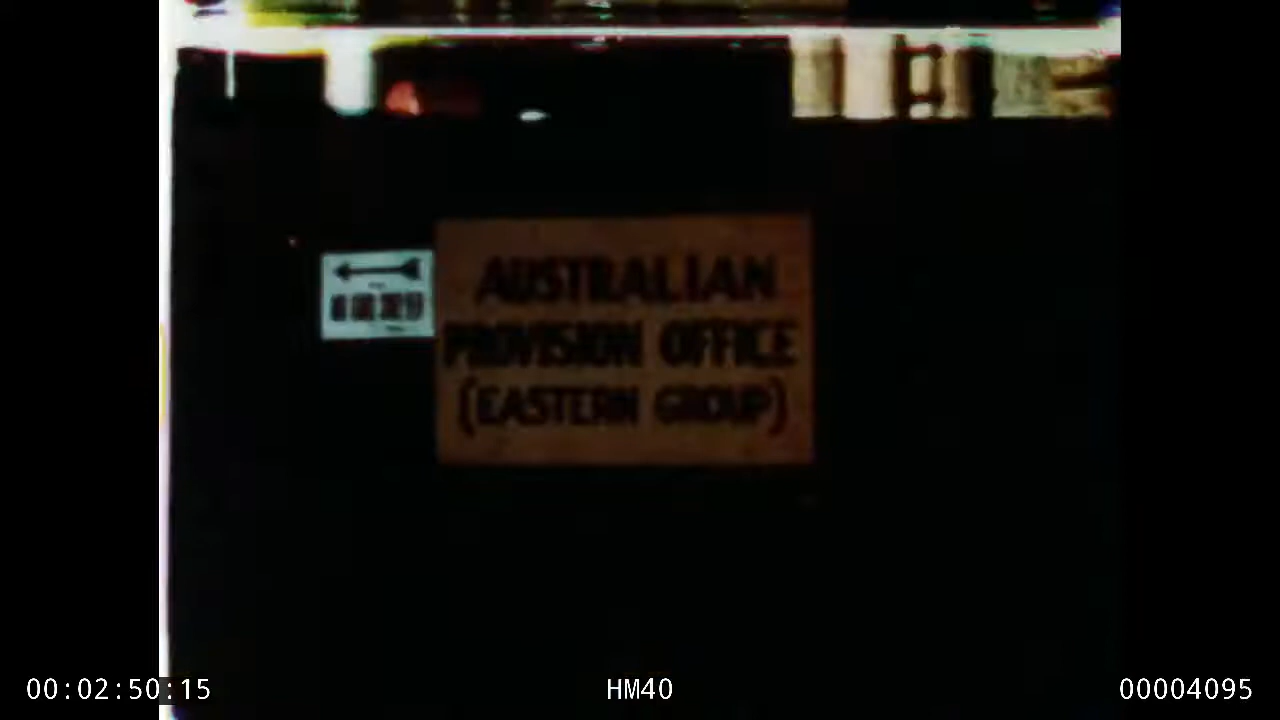 AUSTRALIAN
PROVISION OFFICE
(EASTERN GROUP)
00:02:50:15
HM40
00004095